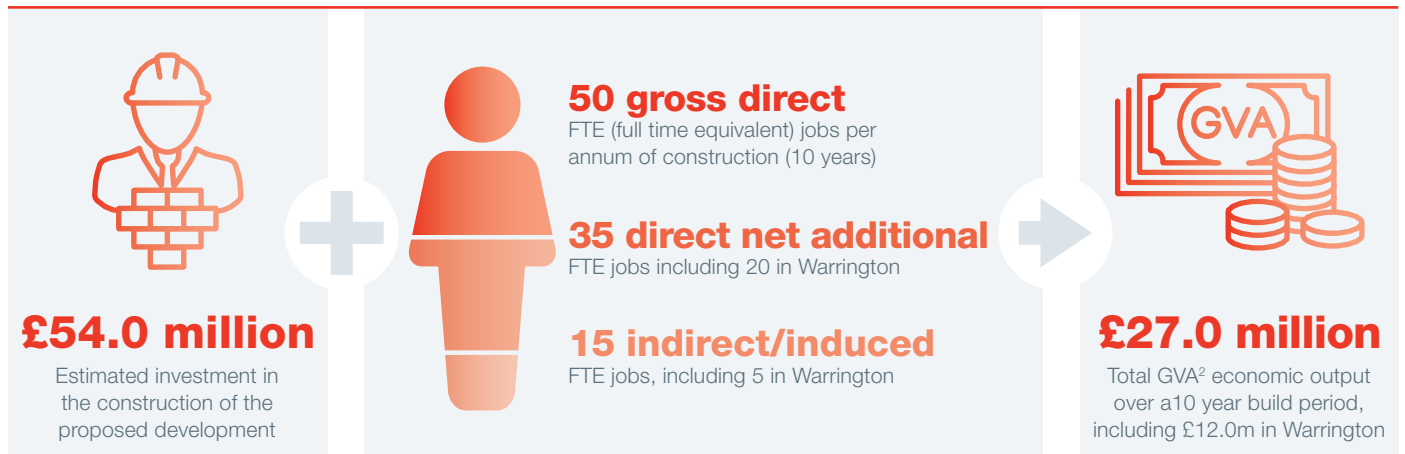 £54.0 million
Estimated investment in
the construction of the
proposed development
50 gross direct
FTE (full time equivalent) jobs per
annum of construction (10 years)
35 direct net additional
FTE jobs including 20 in Warrington
15 indirect/induced
FTE jobs, including 5 in Warrington
GVA
£27.0 million
Total GVA² economic output
over a10 year build period,
including £12.0m in Warrington